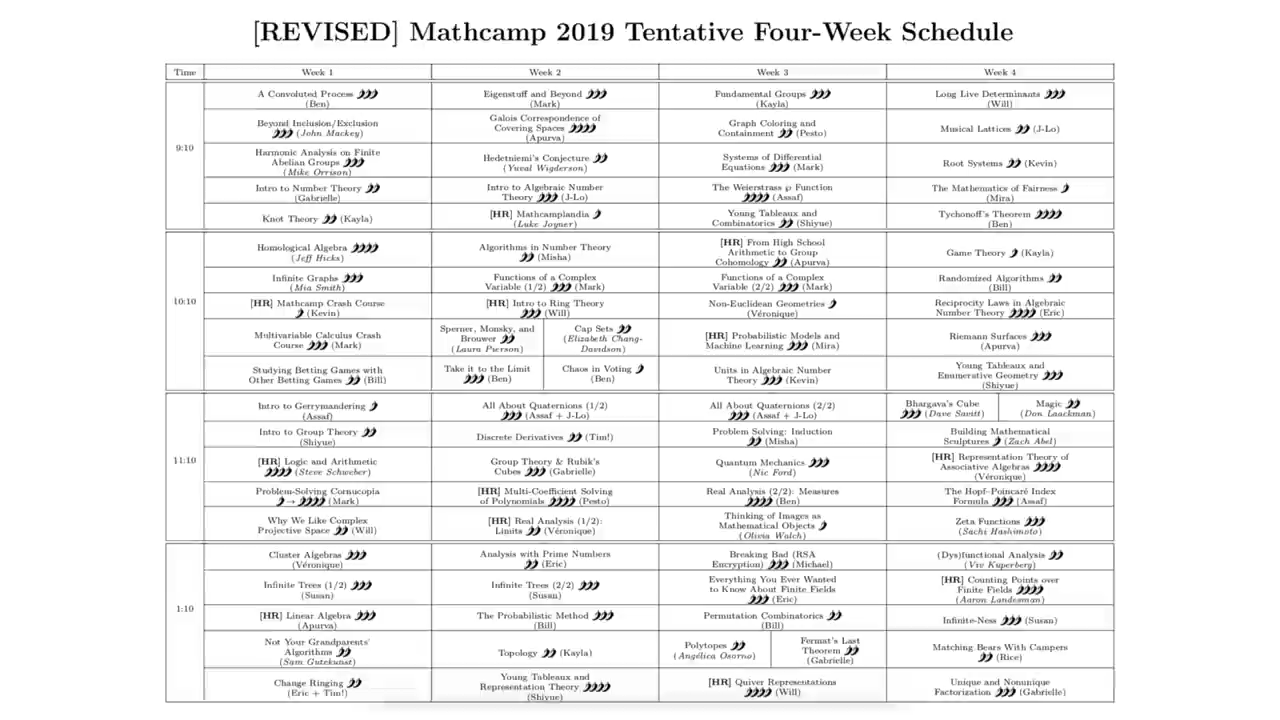 [REVISED] Mathcamp 2019 Tentative Four-Week Schedule
Time Week 1 Week 2 Week 3 Week 4
9:10
A Convoluted Process
(Ben)
Eigenstuff and Beyond
(Mark)
Fundamental Groups
(Kayla)
Long Live Determinants
(Will)
Beyond Inclusion/Exclusion
(John Mackey)
Galois Correspondence of
Covering Spaces
(Apurva)
Graph Coloring and
Containment (Pesto)
Musical Lattices (J-Lo)
Harmonic Analysis on Finite
Abelian Groups
(Mike Orrison)
Hedetniemi's Conjecture
(Yuval Wigderson)
Systems of Differential
Equations (Mark)
Root Systems (Kevin)
Intro to Number Theory
(Gabrielle)
Intro to Algebraic Number
Theory (J-Lo)
The Weierstrass ℘ Function
(Assaf)
The Mathematics of Fairness
(Mira)
Knot Theory (Kayla)
[HR] Mathcamplandia
(Luke Joyner)
Young Tableaux and
Combinatorics (Shiyue)
Tychonoff's Theorem
(Ben)
10:10
Homological Algebra
(Jeff Hicks)
Algorithms in Number Theory
(Misha)
[HR] From High School
Arithmetic to Group
Cohomology (Apurva)
Game Theory (Kayla)
Infinite Graphs
(Mia Smith)
Functions of a Complex
Variable (1/2) (Mark)
Functions of a Complex
Variable (2/2) (Mark)
Randomized Algorithms
(Bill)
[HR] Mathcamp Crash Course
(Kevin)
[HR] Intro to Ring Theory
(Will)
Non-Euclidean Geometries
(Véronique)
Reciprocity Laws in Algebraic
Number Theory (Eric)
Multivariable Calculus Crash
Course (Mark)
Sperner, Monsky, and
Brouwer
(Laura Pierson)
Cap Sets
(Elizabeth Chang-
Davidson)
[HR] Probabilistic Models and
Machine Learning (Mira)
Riemann Surfaces
(Apurva)
Studying Betting Games with
Other Betting Games (Bill)
Take it to the Limit
(Ben)
Chaos in Voting
(Ben)
Units in Algebraic Number
Theory (Kevin)
Young Tableaux and
Enumerative Geometry
(Shiyue)
11:10
Intro to Gerrymandering
(Assaf)
All About Quaternions (1/2)
(Assaf + J-Lo)
All About Quaternions (2/2)
(Assaf + J-Lo)
Bhargava's Cube
(Dave Savitt)
Magic
(Don Laackman)
Intro to Group Theory
(Shiyue)
Discrete Derivatives (Tim!)
Problem Solving: Induction
(Misha)
Building Mathematical
Sculptures (Zach Abel)
[HR] Logic and Arithmetic
(Steve Schweber)
Group Theory & Rubik's
Cubes (Gabrielle)
Quantum Mechanics
(Nic Ford)
[HR] Representation Theory of
Associative Algebras
(Véronique)
Problem-Solving Cornucopia
→ (Mark)
[HR] Multi-Coefficient Solving
of Polynomials (Pesto)
Real Analysis (2/2): Measures
(Ben)
The Hopf–Poincaré Index
Formula (Assaf)
Why We Like Complex
Projective Space (Will)
[HR] Real Analysis (1/2):
Limits (Véronique)
Thinking of Images as
Mathematical Objects
(Olivia Walch)
Zeta Functions
(Sachi Hashimoto)
1:10
Cluster Algebras
(Véronique)
Analysis with Prime Numbers
(Eric)
Breaking Bad (RSA
Encryption) (Michael)
(Dys)functional Analysis
(Viv Kuperberg)
Infinite Trees (1/2)
(Susan)
Infinite Trees (2/2)
(Susan)
Everything You Ever Wanted
to Know About Finite Fields
(Eric)
[HR] Counting Points over
Finite Fields
(Aaron Landesman)
[HR] Linear Algebra
(Apurva)
The Probabilistic Method
(Bill)
Permutation Combinatorics
(Bill)
Infinite-Ness (Susan)
Not Your Grandparents'
Algorithms
(Sam Gutekunst)
Topology (Kayla)
Polytopes
(Angélica Osorno)
Fermat's Last
Theorem
(Gabrielle)
Matching Bears With Campers
(Rice)
Change Ringing
(Eric + Tim!)
Young Tableaux and
Representation Theory
(Shiyue)
[HR] Quiver Representations
(Will)
Unique and Nonunique
Factorization (Gabrielle)